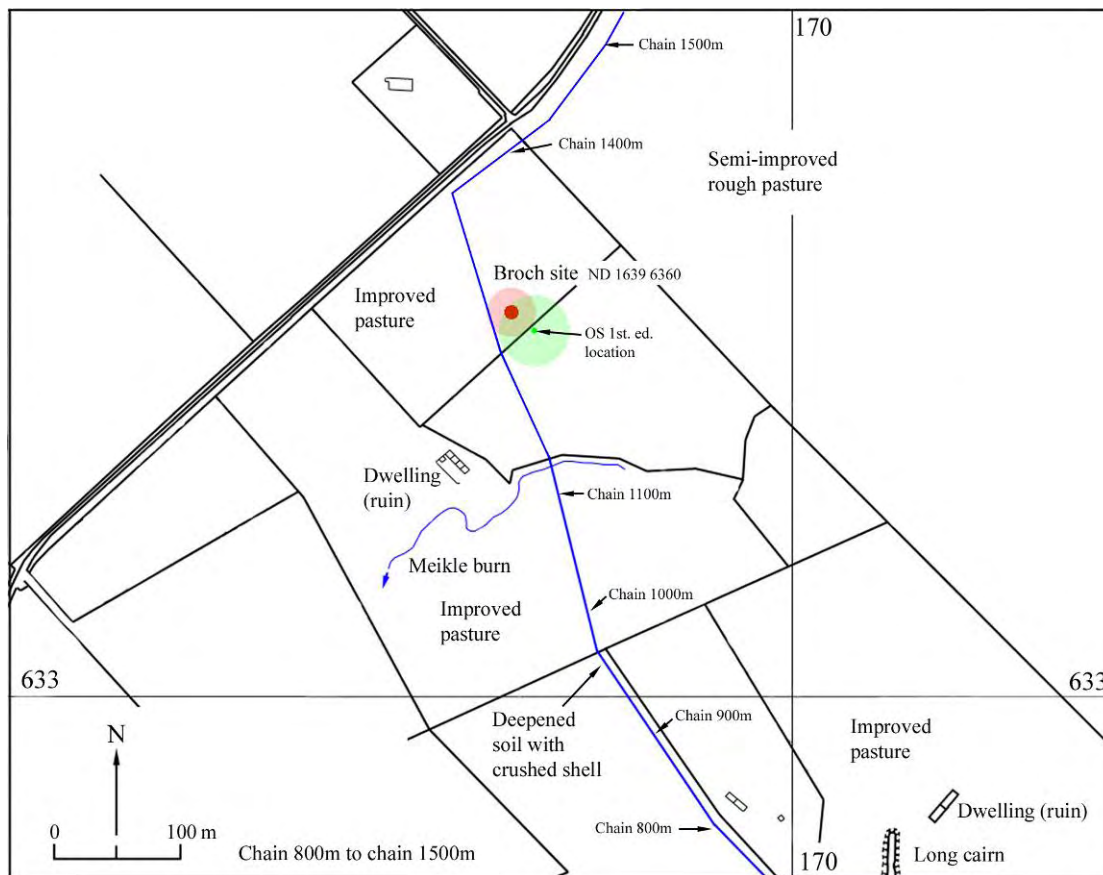 170
Chain 1500m
Chain 1400m
Semi-improved
rough pasture
Broch site ND 1639 6360
Improved
pasture
OS 1st. ed.
location
Dwelling
(ruin)
Chain 1100m
Meikle burn
Improved
pasture
Chain 1000m
633
633
Deepened
soil with
crushed shell
Chain 900m
Improved
pasture
N
Dwelling (ruin)
Chain 800m
0
100 m
Chain 800m to chain 1500m
170
Long cairn